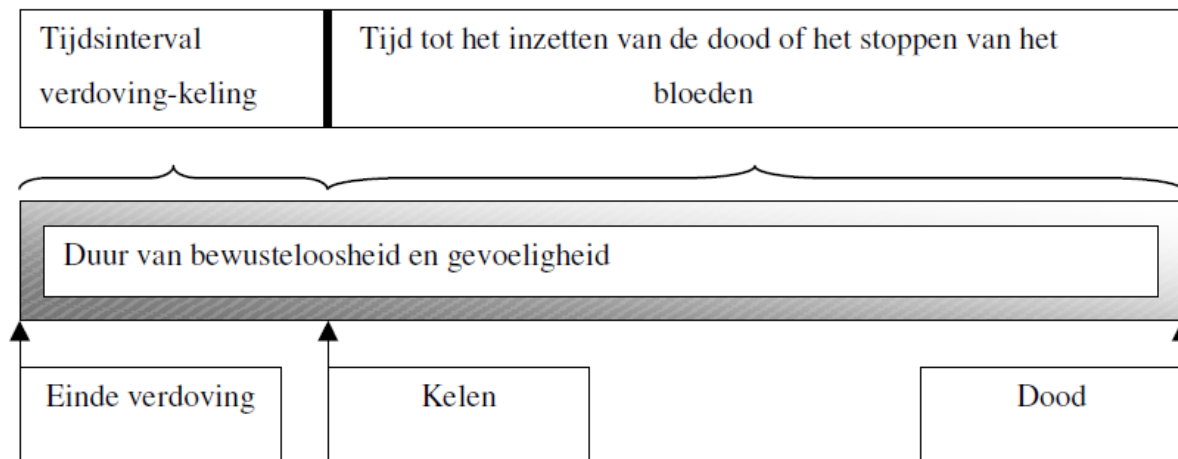 Tijdsinterval
verdoving-keling
Tijd tot het inzetten van de dood of het stoppen van het
bloeden
Duur van bewusteloosheid en gevoeligheid
Einde verdoving
Kelen
Dood